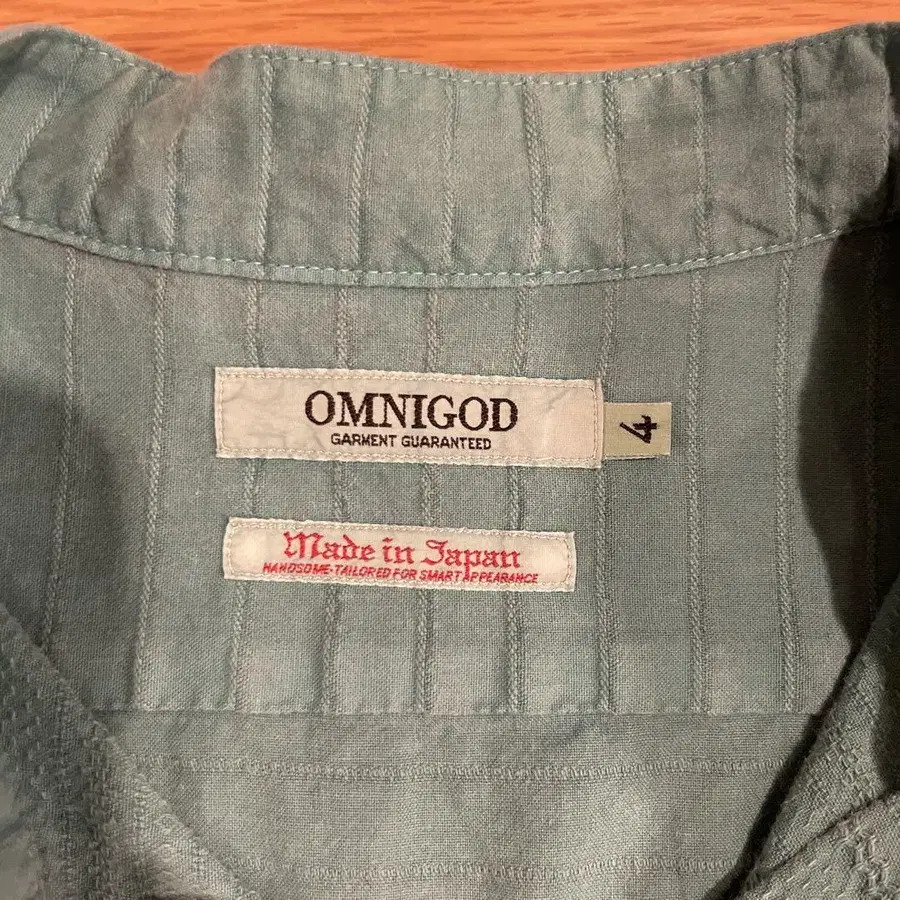 OMNIGOD
GARMENT GUARANTEED
4
Made in Japan
HANDSOME-TAILORED FOR SMART APPEARANCE